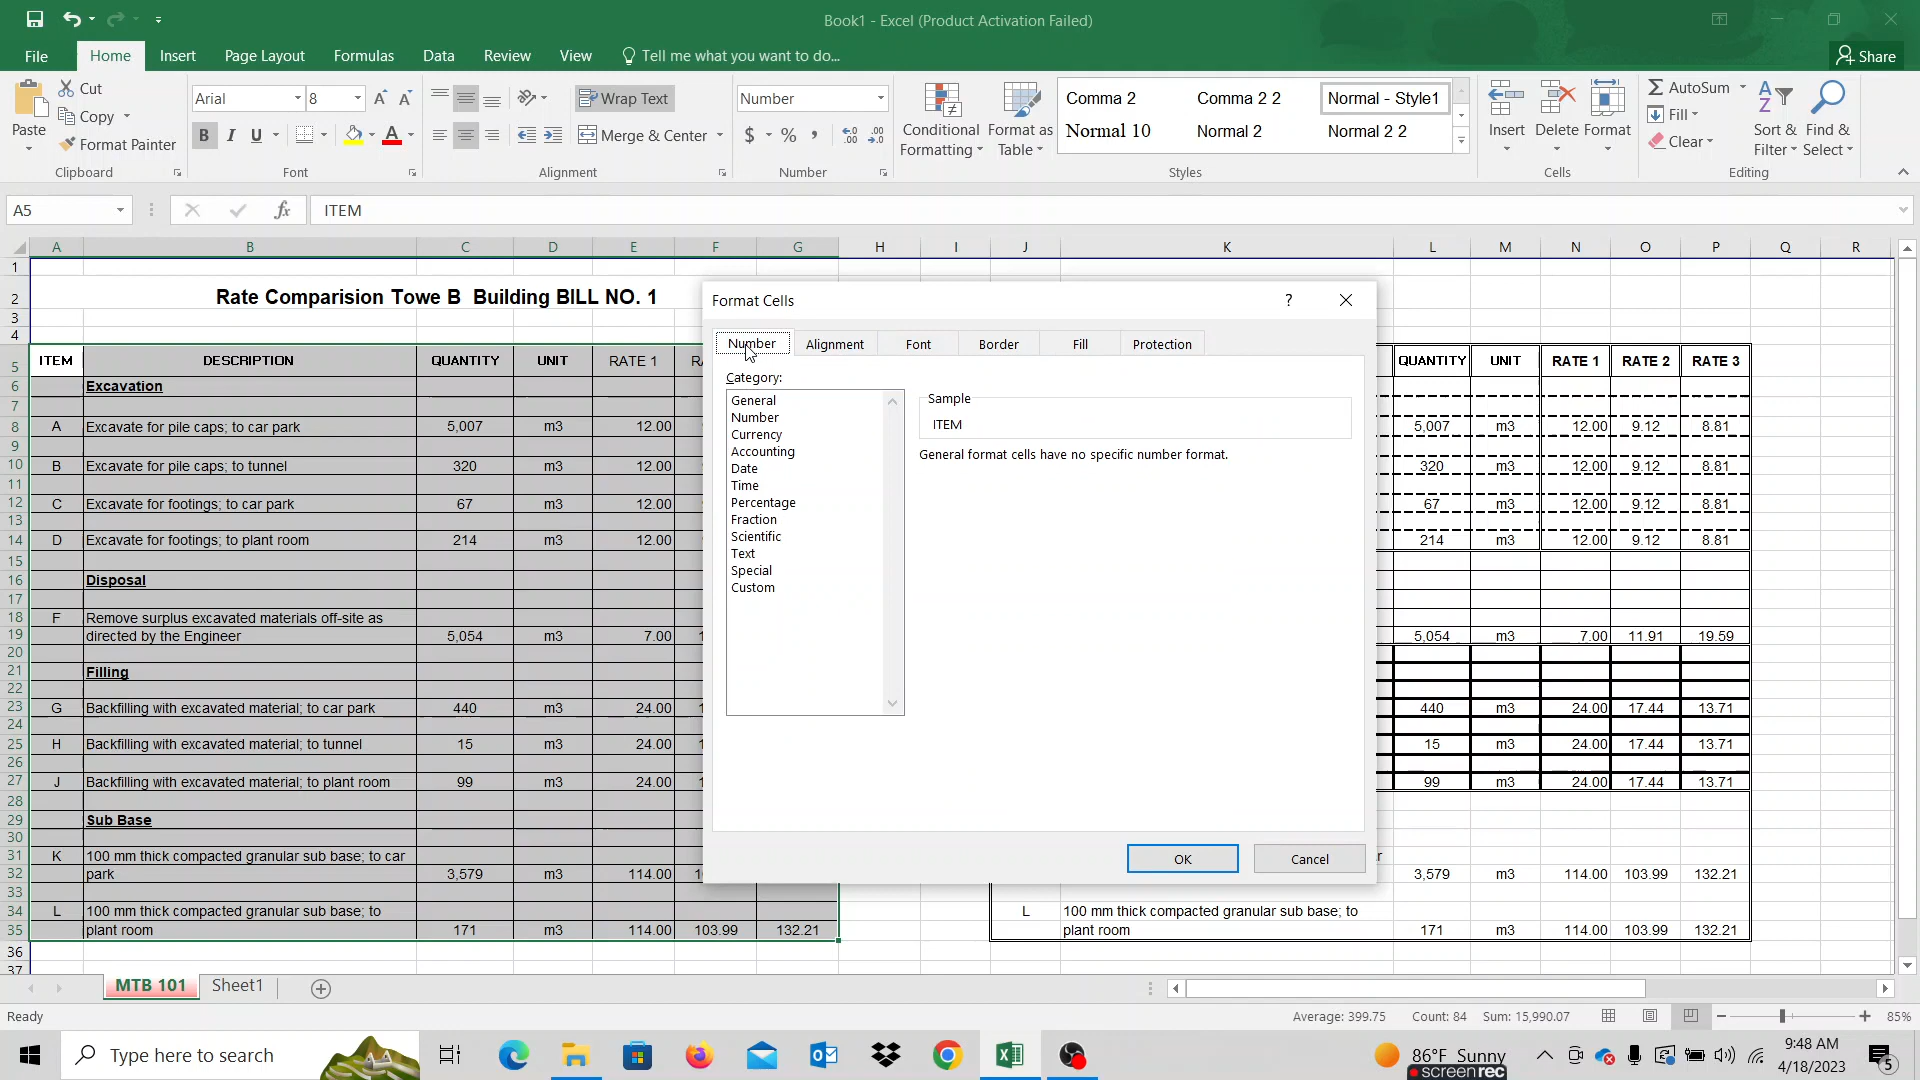 Book1 - Excel (Product Activation Failed)
File Home Insert Page Layout Formulas Data Review View Tell me what you want to do... Share
Paste Cut Copy Format Painter Clipboard
Arial 8 B I U Font
Wrap Text Merge & Center Alignment
Number $ % , Number
Conditional Formatting Format as Table
Comma 2 Comma 2 2 Normal - Style1
Normal 10 Normal 2 Normal 2 2
Styles
Insert Delete Format Cells
AutoSum Fill Clear Sort & Filter Find & Select Editing
A5 fx ITEM
A B C D E F G H I J K L M N O P Q R
1
2 Rate Comparision Towe B Building BILL NO. 1
3
4
5 ITEM DESCRIPTION QUANTITY UNIT RATE 1 QUANTITY UNIT RATE 1 RATE 2 RATE 3
6 Excavation
7
8 A Excavate for pile caps; to car park 5,007 m3 12.00 5,007 m3 12.00 9.12 8.81
9
10 B Excavate for pile caps; to tunnel 320 m3 12.00 320 m3 12.00 9.12 8.81
11
12 C Excavate for footings; to car park 67 m3 12.00 67 m3 12.00 9.12 8.81
13
14 D Excavate for footings; to plant room 214 m3 12.00 214 m3 12.00 9.12 8.81
15
16 Disposal
17
18 F Remove surplus excavated materials off-site as
19 directed by the Engineer 5,054 m3 7.00 5,054 m3 7.00 11.91 19.59
20
21 Filling
22
23 G Backfilling with excavated material; to car park 440 m3 24.00 440 m3 24.00 17.44 13.71
24
25 H Backfilling with excavated material; to tunnel 15 m3 24.00 15 m3 24.00 17.44 13.71
26
27 J Backfilling with excavated material; to plant room 99 m3 24.00 99 m3 24.00 17.44 13.71
28
29 Sub Base
30
31 K 100 mm thick compacted granular sub base; to car
32 park 3,579 m3 114.00 3,579 m3 114.00 103.99 132.21
33
34 L 100 mm thick compacted granular sub base; to L 100 mm thick compacted granular sub base; to
35 plant room 171 m3 114.00 103.99 132.21 plant room 171 m3 114.00 103.99 132.21
36
37
Format Cells ?
Number Alignment Font Border Fill Protection
Category:
General
Number
Currency
Accounting
Date
Time
Percentage
Fraction
Scientific
Text
Special
Custom
Sample
ITEM
General format cells have no specific number format.
OK Cancel
MTB 101 Sheet1
Ready Average: 399.75 Count: 84 Sum: 15,990.07 85%
Type here to search 86°F Sunny 9:48 AM
screen rec 4/18/2023 5